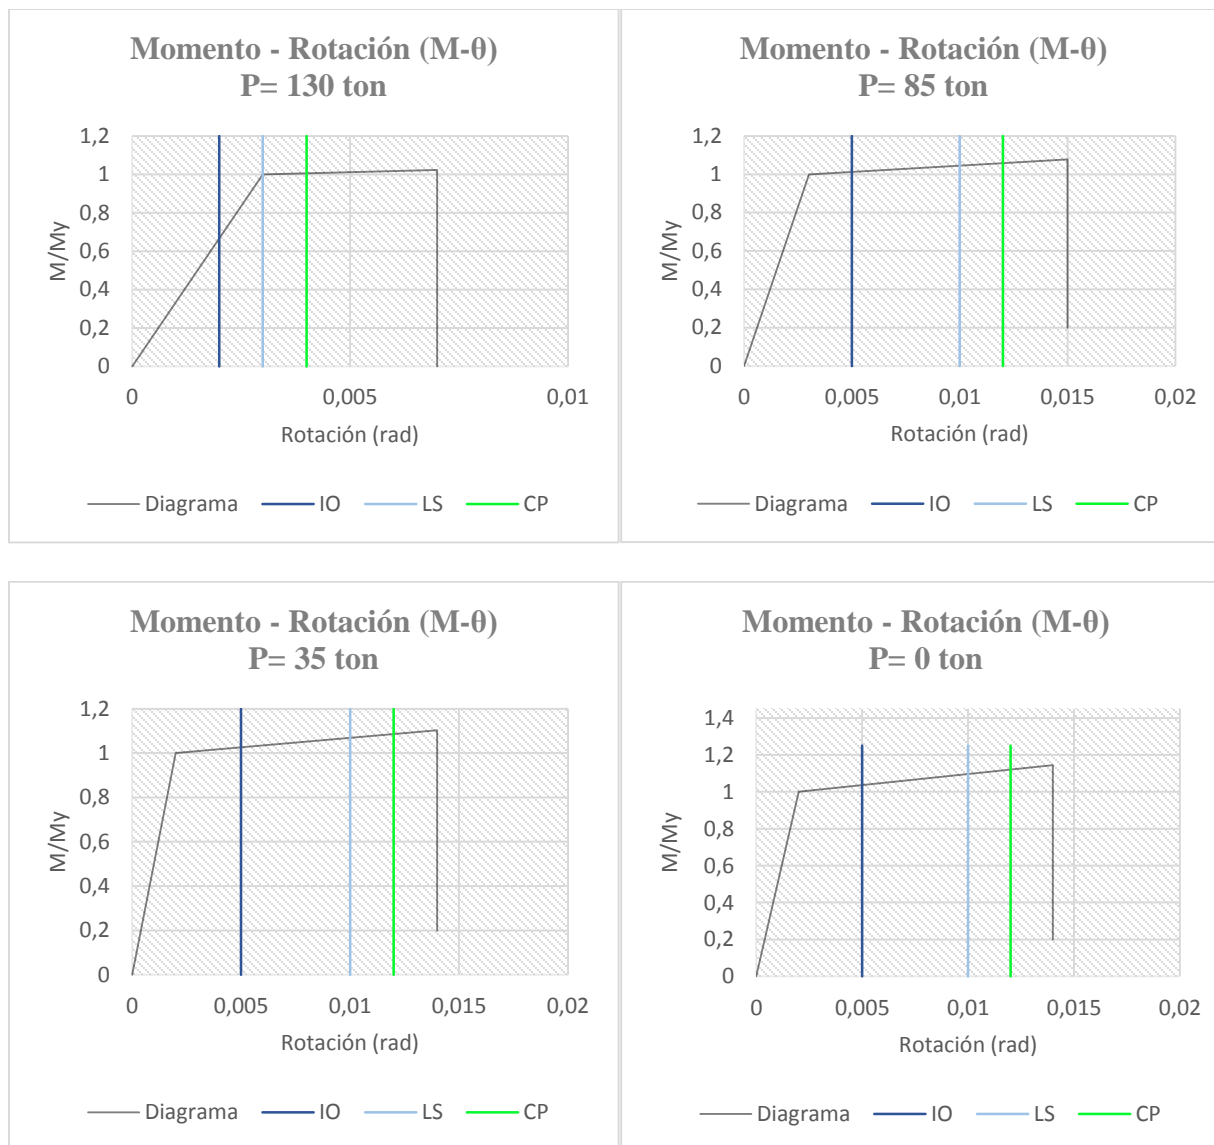 Momento - Rotación (M-θ)
P= 130 ton
1,2
1
0,8
0,6
0,4
0,2
0
M/My
0
0,005
0,01
Rotación (rad)
Diagrama
IO
LS
CP
Momento - Rotación (M-θ)
P= 85 ton
1,2
1
0,8
0,6
0,4
0,2
0
M/My
0
0,005
0,01
0,015
0,02
Rotación (rad)
Diagrama
IO
LS
CP
Momento - Rotación (M-θ)
P= 35 ton
1,2
1
0,8
0,6
0,4
0,2
0
M/My
0
0,005
0,01
0,015
0,02
Rotación (rad)
Diagrama
IO
LS
CP
Momento - Rotación (M-θ)
P= 0 ton
1,4
1,2
1
0,8
0,6
0,4
0,2
0
M/My
0
0,005
0,01
0,015
0,02
Rotación (rad)
Diagrama
IO
LS
CP